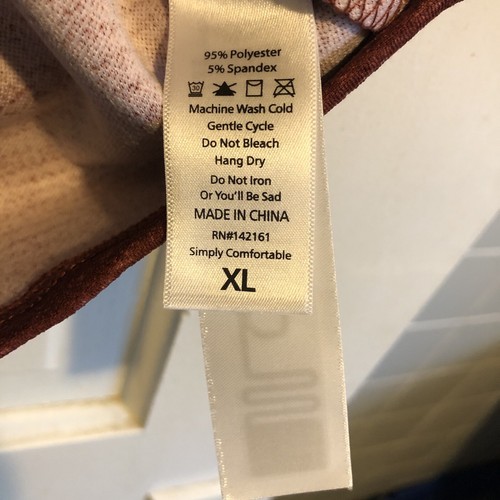 95% Polyester
5% Spandex
30
Machine Wash Cold
Gentle Cycle
Do Not Bleach
Hang Dry
Do Not Iron
Or You'll Be Sad
MADE IN CHINA
RN#142161
Simply Comfortable
XL